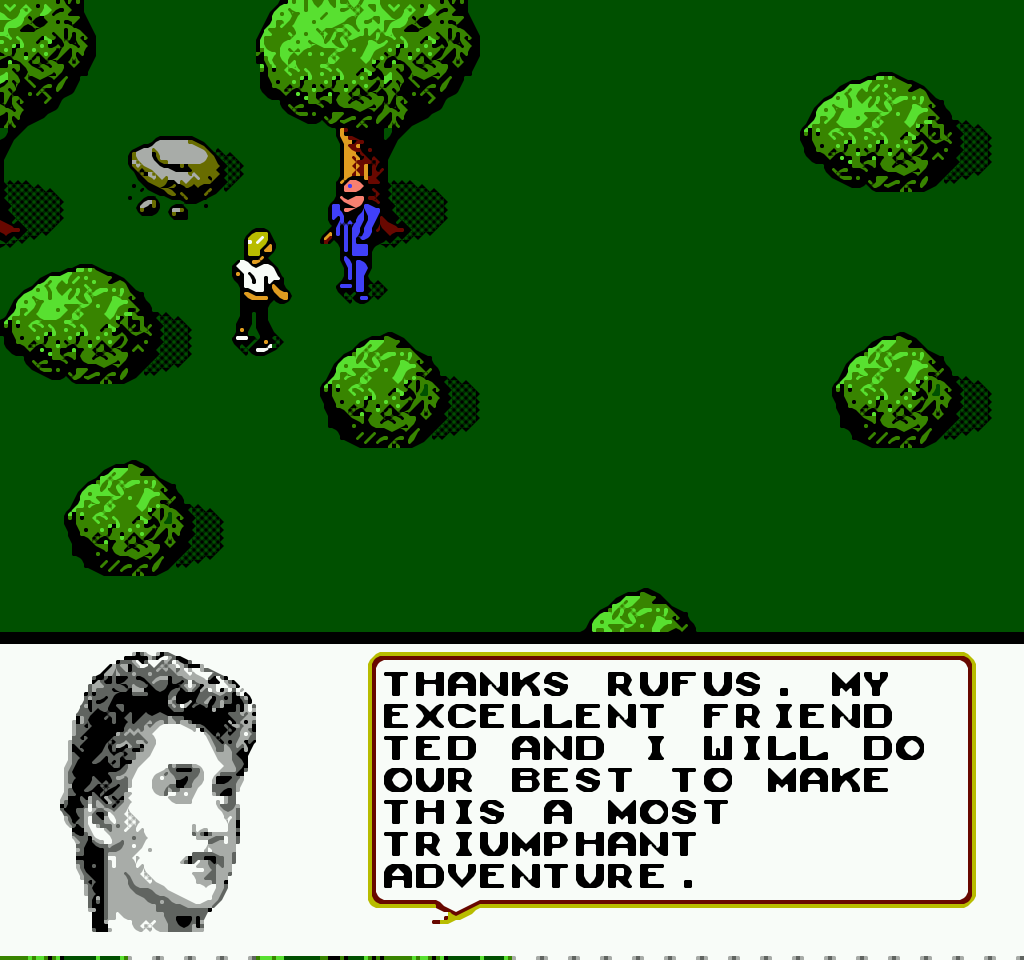 THANKS RUFUS. MY
EXCELLENT FRIEND
TED AND I WILL DO
OUR BEST TO MAKE
THIS A MOST
TRIUMPHANT
ADVENTURE.